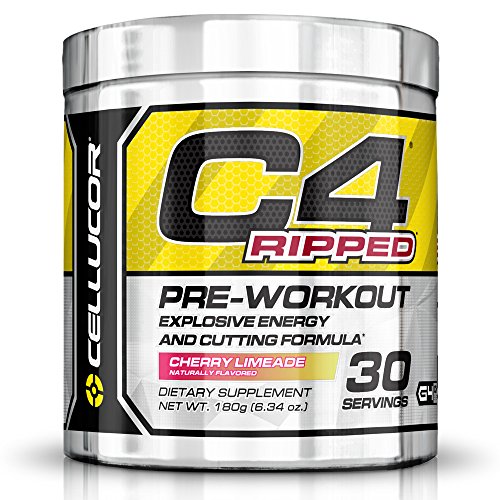 CELLUCOR®
C4®
RIPPED
PRE-WORKOUT
EXPLOSIVE ENERGY
AND CUTTING FORMULA*
CHERRY LIMEADE
NATURALLY FLAVORED
DIETARY SUPPLEMENT
NET WT. 180g (6.34 oz.)
30
SERVINGS
G4